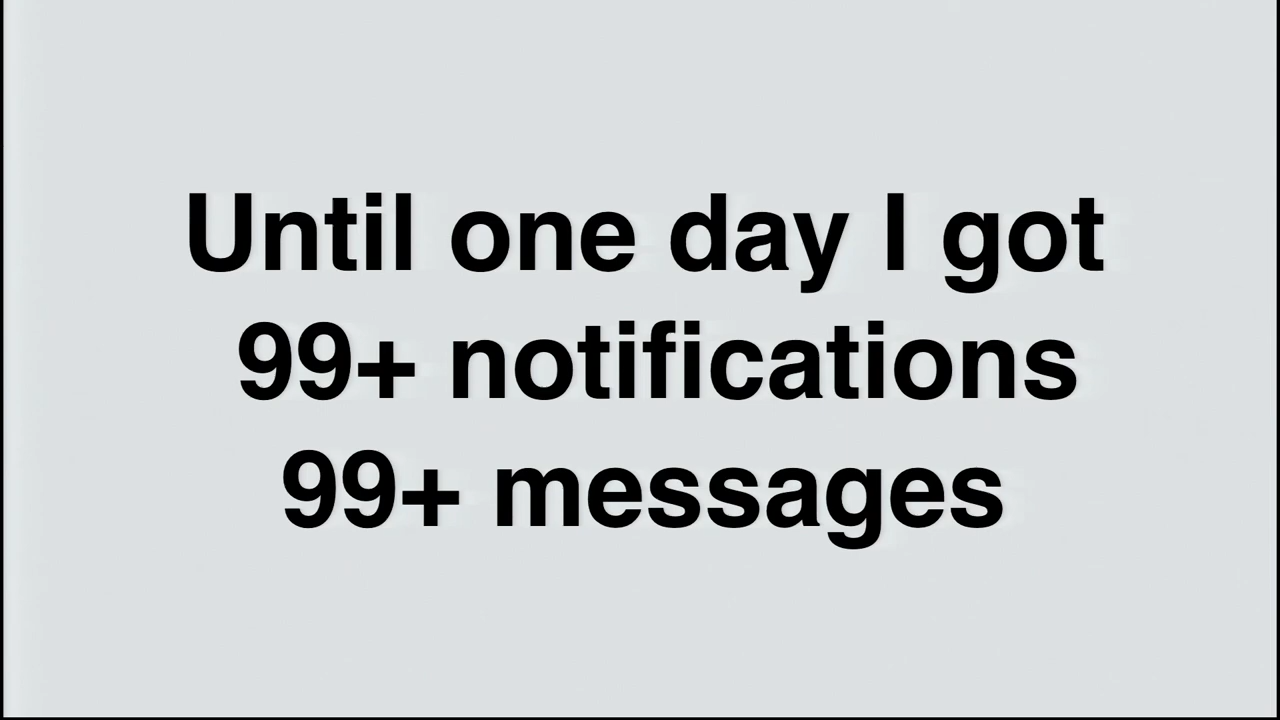 Until one day I got
99+ notifications
99+ messages